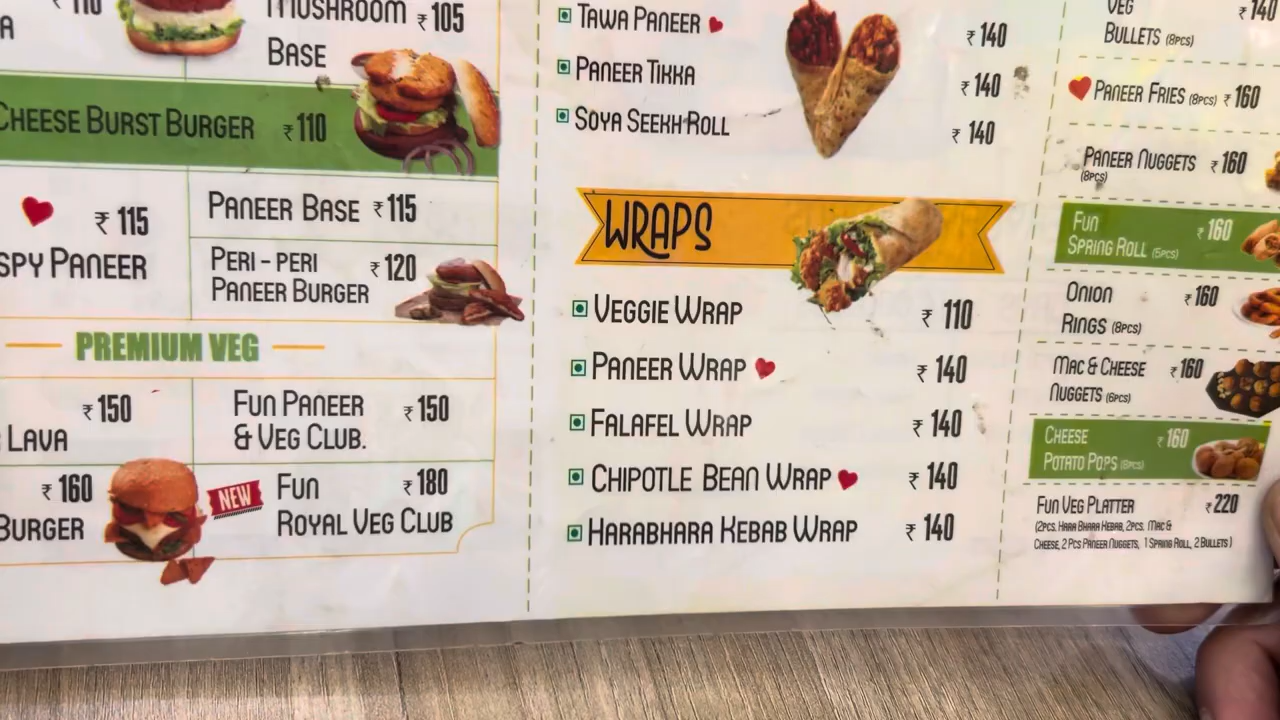 MUSHROOM ₹105
BASE
CHEESE BURST BURGER ₹110
₹ 115
PANEER
PANEER BASE ₹115
PERI - PERI ₹120
PANEER BURGER
PREMIUM VEG
₹ 150
LAVA
FUN PANEER ₹ 150
& VEG CLUB.
₹ 160
BURGER
NEW
FUN ₹ 180
ROYAL VEG CLUB
TAWA PANEER ₹ 140
PANEER TIKKA ₹ 140
SOYA SEEKH ROLL ₹ 140
WRAPS
VEGGIE WRAP ₹ 110
PANEER WRAP ₹ 140
FALAFEL WRAP ₹ 140
CHIPOTLE BEAN WRAP ₹ 140
HARABHARA KEBAB WRAP ₹ 140
VEG ₹140
BULLETS (8PCS)
PANEER FRIES (8PCS) ₹ 160
PANEER NUGGETS ₹ 160
(8PCS)
FUN ₹ 160
SPRING ROLL
ONION ₹ 160
RINGS (8PCS)
MAC & CHEESE ₹ 160
NUGGETS (6PCS)
CHEESE ₹ 160
POTATO POPS (8PCS)
FUN VEG PLATTER ₹ 220
(2PCS. HARA BHARA KEBAB, 2PCS. MAC &
CHEESE, 2 PCS PANEER NUGGETS, 1 SPRING ROLL, 2 BULLETS )